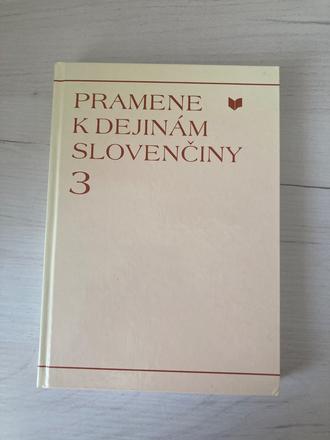 PRAMENE
K DEJINÁM
SLOVENČINY
3